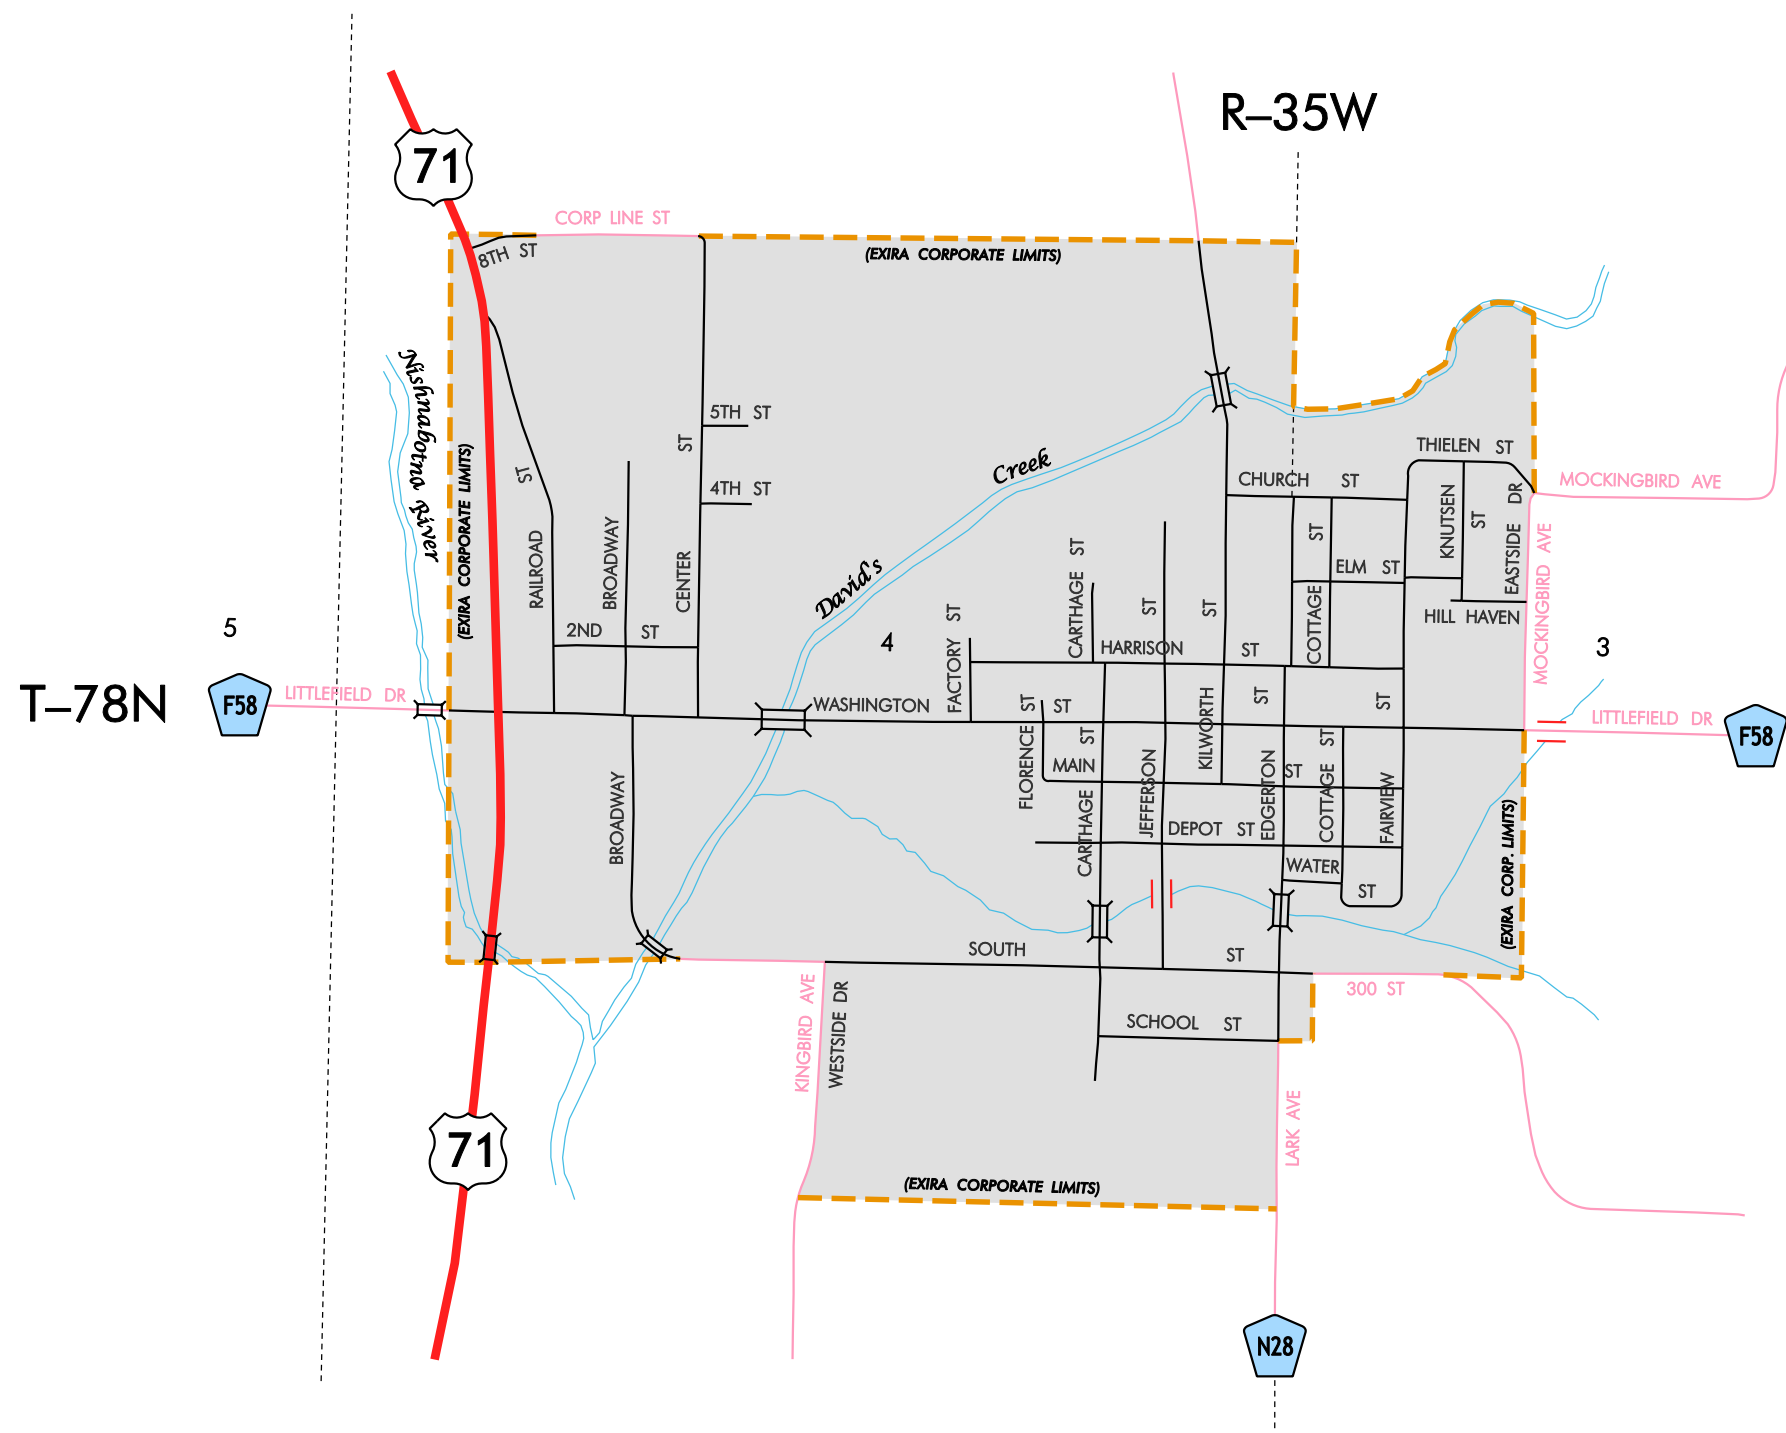 R–35W
71
CORP LINE ST
8TH ST
(EXIRA CORPORATE LIMITS)
Nishnabotna River
(EXIRA CORPORATE LIMITS)
5TH ST
4TH ST
RAILROAD ST
BROADWAY
CENTER ST
2ND ST
David's Creek
THIELEN ST
CHURCH ST
MOCKINGBIRD AVE
KNUTSEN ST
EASTSIDE DR
MOCKINGBIRD AVE
ELM ST
COTTAGE ST
HILL HAVEN
CARTHAGE ST
HARRISON ST
FACTORY ST
5
4
3
T–78N
F58
LITTLEFIELD DR
WASHINGTON ST
LITTLEFIELD DR
F58
FLORENCE ST
MAIN ST
CARTHAGE ST
JEFFERSON ST
KILWORTH ST
EDGERTON ST
COTTAGE ST
FAIRVIEW ST
BROADWAY
DEPOT ST
WATER ST
(EXIRA CORP. LIMITS)
SOUTH ST
300 ST
KINGBIRD AVE
WESTSIDE DR
SCHOOL ST
LARK AVE
71
(EXIRA CORPORATE LIMITS)
N28